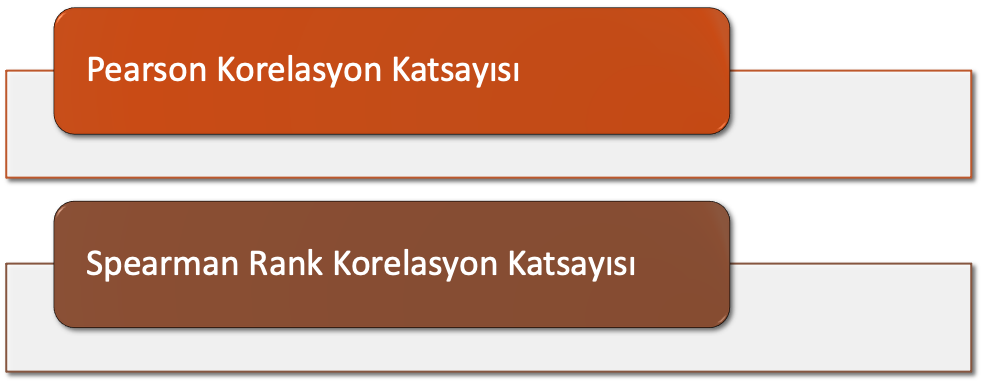 Pearson Korelasyon Katsayısı
Spearman Rank Korelasyon Katsayısı